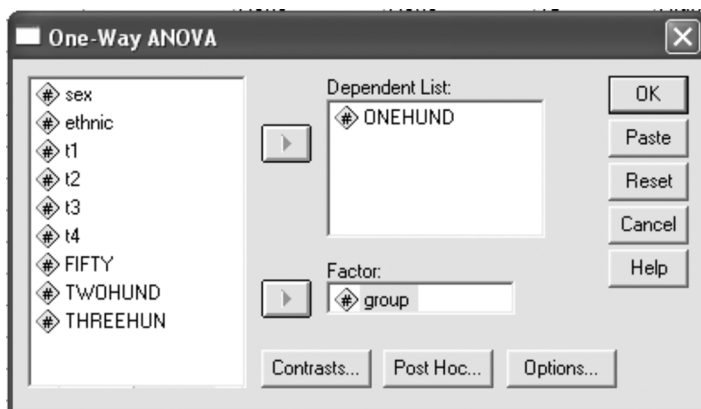 One-Way ANOVA
sex
ethnic
t1
t2
t3
t4
FIFTY
TWOHUND
THREEHUN
Dependent List:
ONEHUND
Factor:
group
Contrasts...
Post Hoc...
Options...
OK
Paste
Reset
Cancel
Help